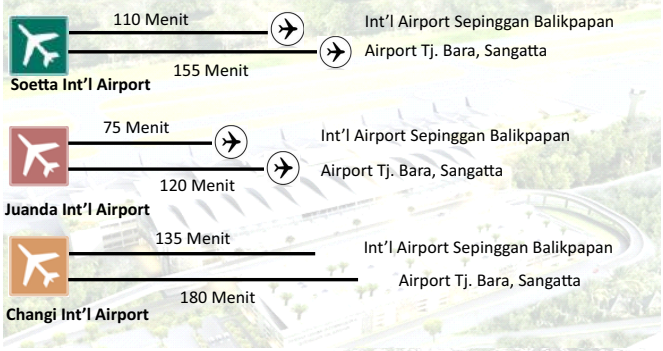 110 Menit
Int'l Airport Sepinggan Balikpapan
Airport Tj. Bara, Sangatta
155 Menit
Soetta Int'l Airport
75 Menit
Int'l Airport Sepinggan Balikpapan
Airport Tj. Bara, Sangatta
120 Menit
Juanda Int'l Airport
135 Menit
Int'l Airport Sepinggan Balikpapan
Airport Tj. Bara, Sangatta
180 Menit
Changi Int'l Airport